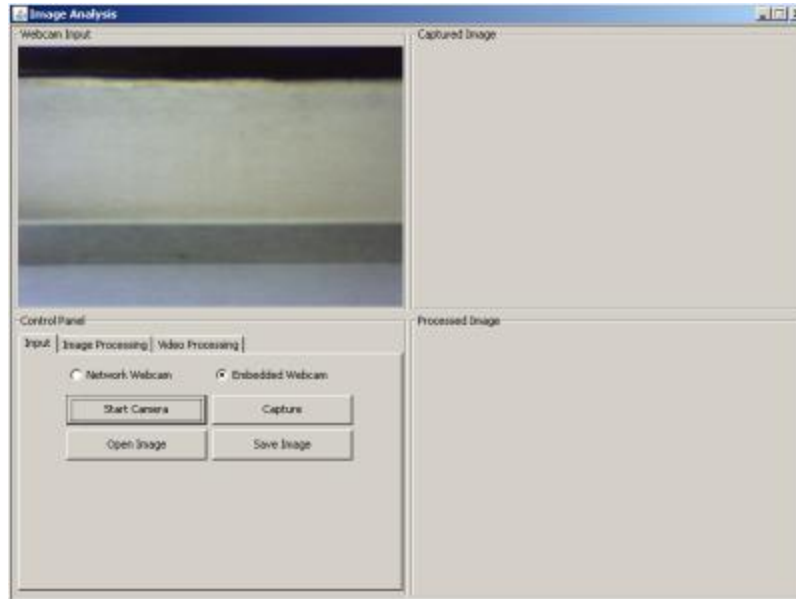 Image Analysis
Webcam Input
Captured Image
Control Panel
Processed Image
Input Image Processing Video Processing
Network Webcam Embedded Webcam
Start Camera Capture
Open Image Save Image